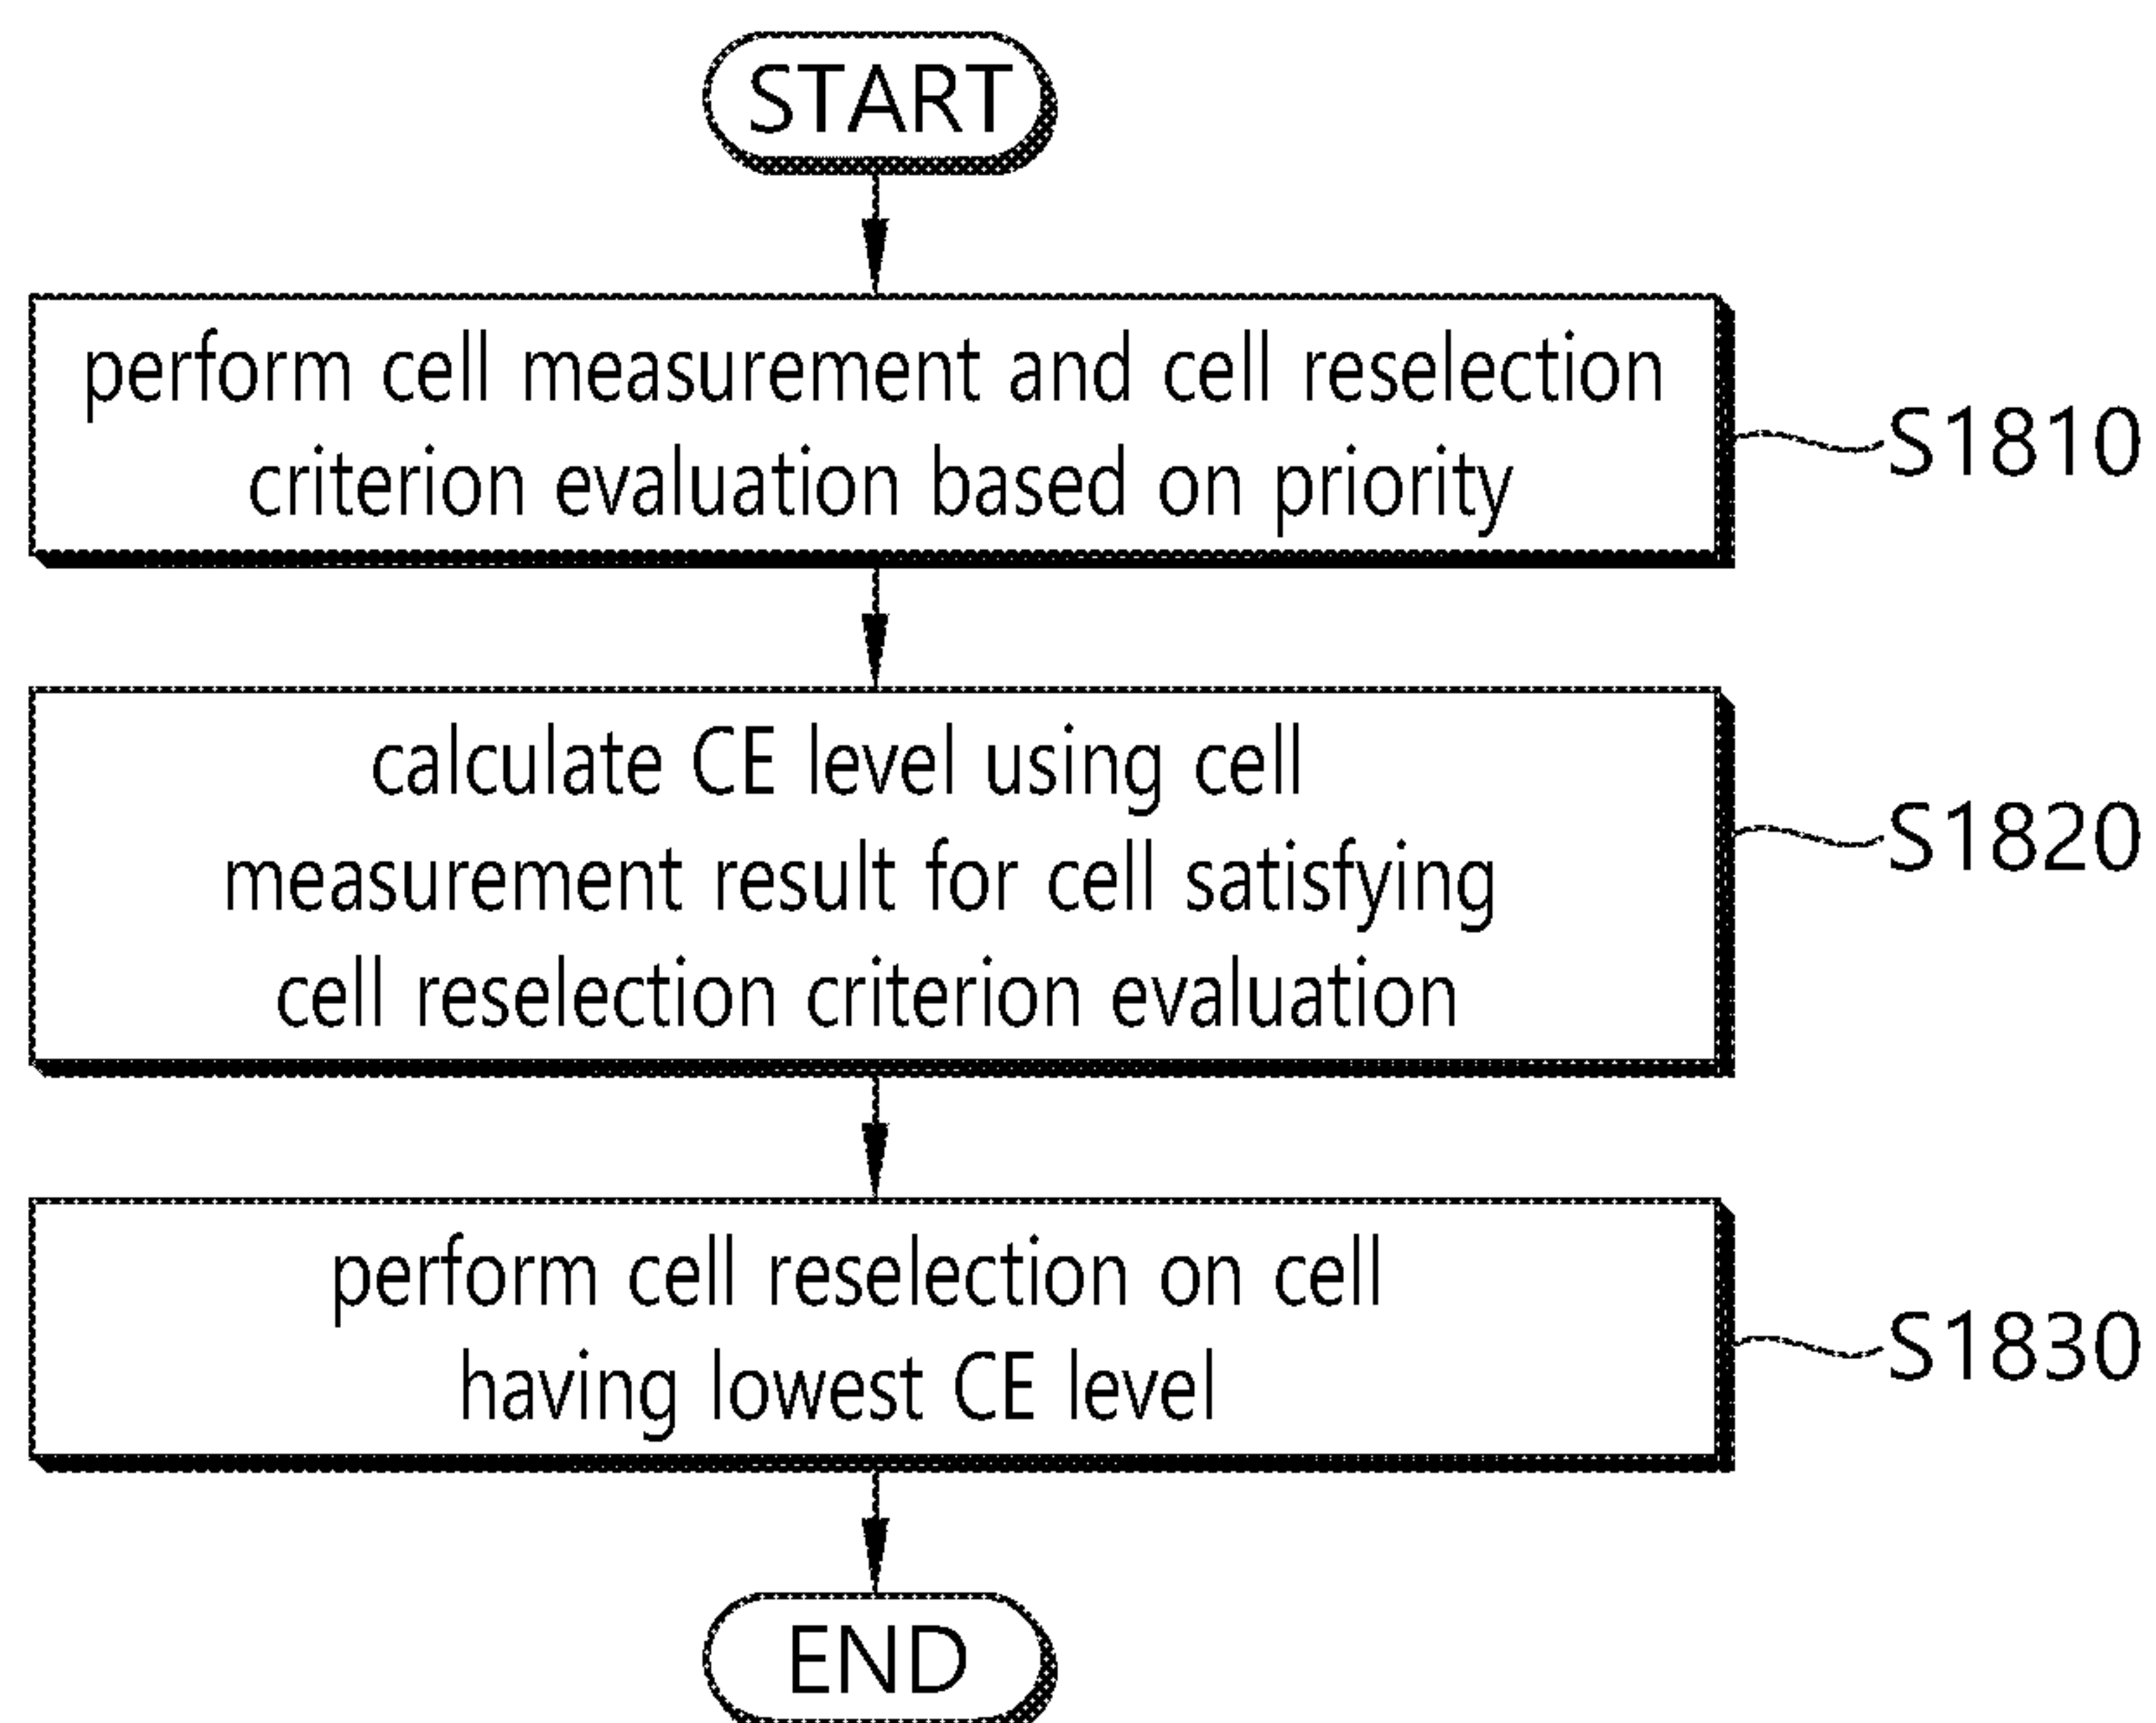 START
perform cell measurement and cell reselection
criterion evaluation based on priority
S1810
calculate CE level using cell
measurement result for cell satisfying
cell reselection criterion evaluation
S1820
perform cell reselection on cell
having lowest CE level
S1830
END